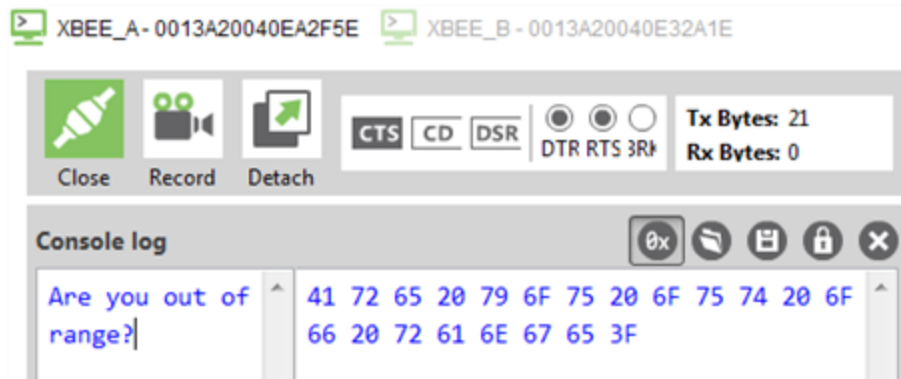 XBEE_A - 0013A20040EA2F5E XBEE_B - 0013A20040E32A1E
CTS CD DSR
Tx Bytes: 21
DTR RTS BRK
Rx Bytes: 0
Close Record Detach
Console log
0x
Are you out of
range?
41 72 65 20 79 6F 75 20 6F 75 74 20 6F
66 20 72 61 6E 67 65 3F